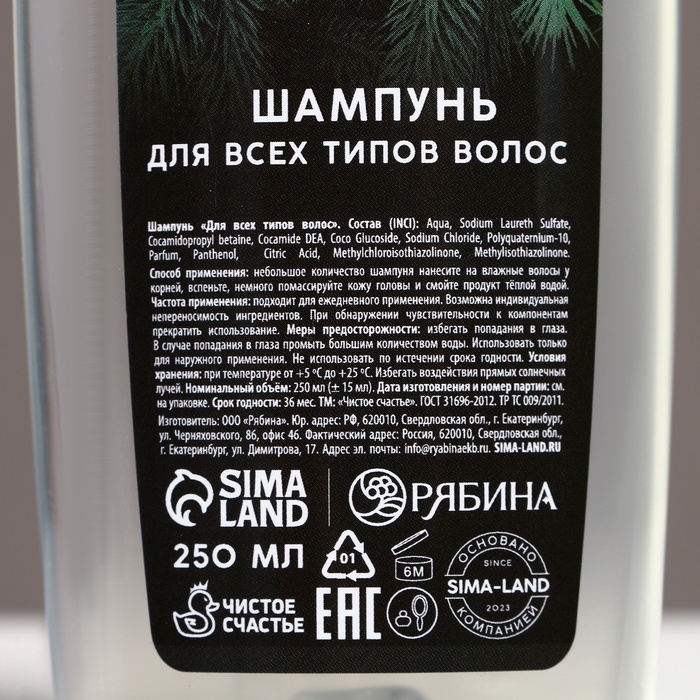 ШАМПУНЬ
ДЛЯ ВСЕХ ТИПОВ ВОЛОС
Шампунь «Для всех типов волос». Состав (INCI): Aqua, Sodium Laureth Sulfate,
Cocamidopropyl betaine, Cocamide DEA, Coco Glucoside, Sodium Chloride, Polyquaternium-10,
Parfum, Panthenol, Citric Acid, Methylchloroisothiazolinone, Methylisothiazolinone.
Способ применения: небольшое количество шампуня нанесите на влажные волосы у
корней, вспеньте, немного помассируйте кожу головы и смойте продукт тёплой водой.
Частота применения: подходит для ежедневного применения. Возможна индивидуальная
непереносимость ингредиентов. При обнаружении чувствительности к компонентам
прекратить использование. Меры предосторожности: избегать попадания в глаза.
В случае попадания в глаза промыть большим количеством воды. Использовать только
для наружного применения. Не использовать по истечении срока годности. Условия
хранения: при температуре от +5 °C до +25 °C. Избегать воздействия прямых солнечных
лучей. Номинальный объём: 250 мл (± 15 мл). Дата изготовления и номер партии: см.
на упаковке. Срок годности: 36 мес. ТМ: «Чистое счастье». ГОСТ 31696-2012. ТР ТС 009/2011.
Изготовитель: ООО «Рябина». Юр. адрес: РФ, 620010, Свердловская обл., г. Екатеринбург,
ул. Черняховского, 86, офис 46. Фактический адрес: Россия, 620010, Свердловская обл.,
г. Екатеринбург, ул. Димитрова, 17. Адрес эл. почты: info@ryabinaekb.ru. SIMA-LAND.RU
SIMA
LAND
РЯБИНА
250 МЛ
01
6M
ОСНОВАНО
SINCE
SIMA-LAND
2023
КОМПАНИЕЙ
ЧИСТОЕ
СЧАСТЬЕ
EAC